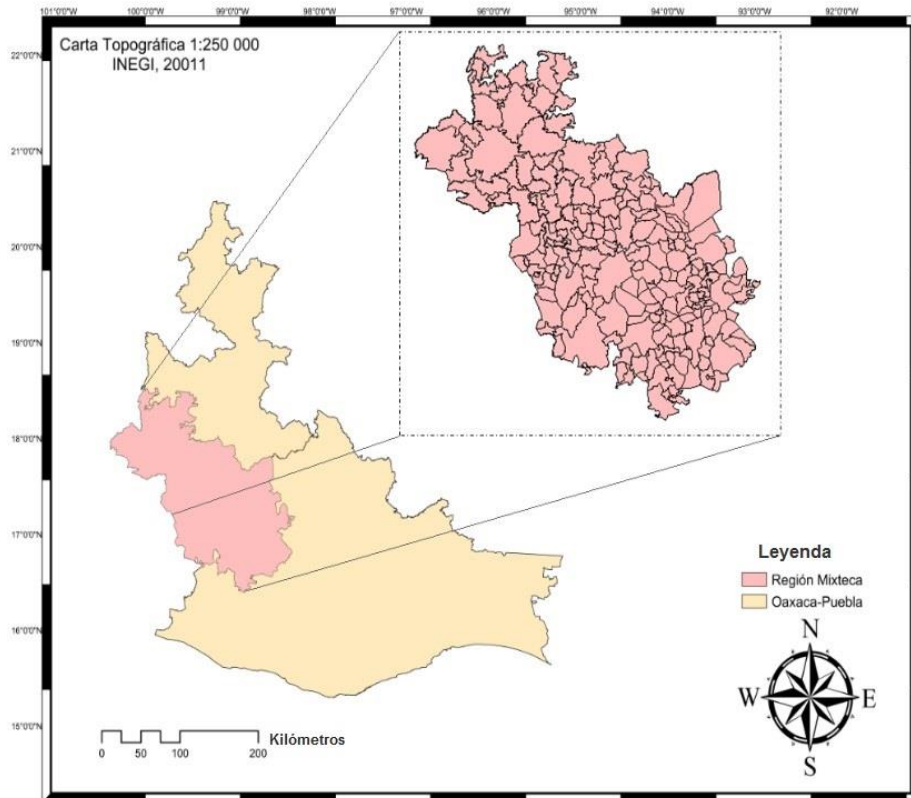 101°0'0"W 100°0'0"W 99°0'0"W 98°0'0"W 97°0'0"W 96°0'0"W 95°0'0"W 94°0'0"W 93°0'0"W 92°0'0"W
Carta Topográfica 1:250 000
INEGI, 20011
22°0'0"N
21°0'0"N
20°0'0"N
19°0'0"N
18°0'0"N
17°0'0"N
16°0'0"N
15°0'0"N
Leyenda
Región Mixteca
Oaxaca-Puebla
N
W E
S
Kilómetros
0 50 100 200